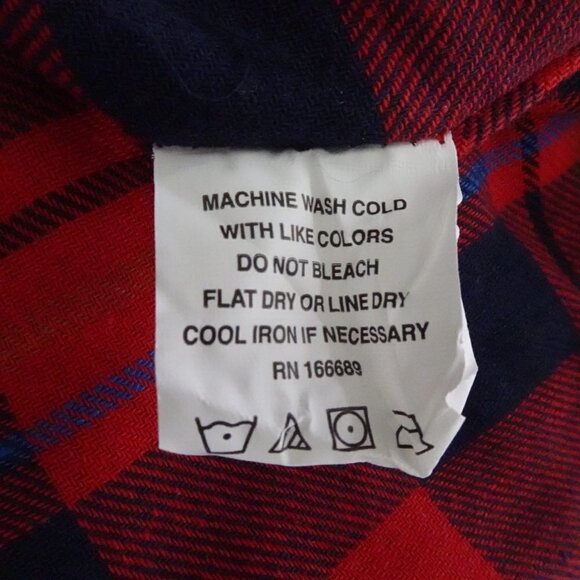 MACHINE WASH COLD
WITH LIKE COLORS
DO NOT BLEACH
FLAT DRY OR LINE DRY
COOL IRON IF NECESSARY
RN 166689